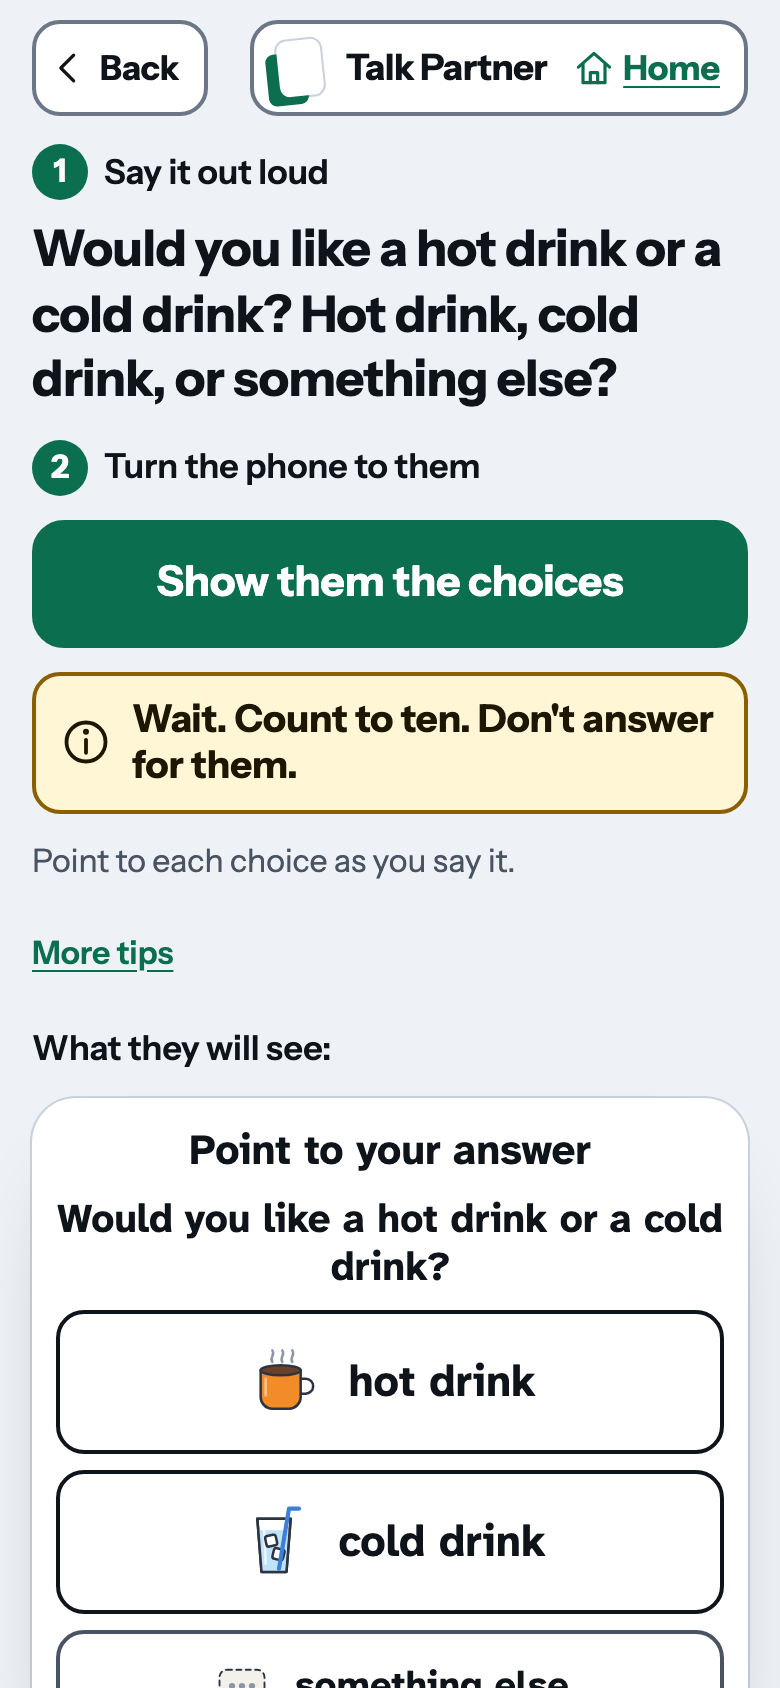 Back
Talk Partner
Home
1 Say it out loud
Would you like a hot drink or a
cold drink? Hot drink, cold
drink, or something else?
2 Turn the phone to them
Show them the choices
Wait. Count to ten. Don't answer
for them.
Point to each choice as you say it.
More tips
What they will see:
Point to your answer
Would you like a hot drink or a cold
drink?
hot drink
cold drink
something else